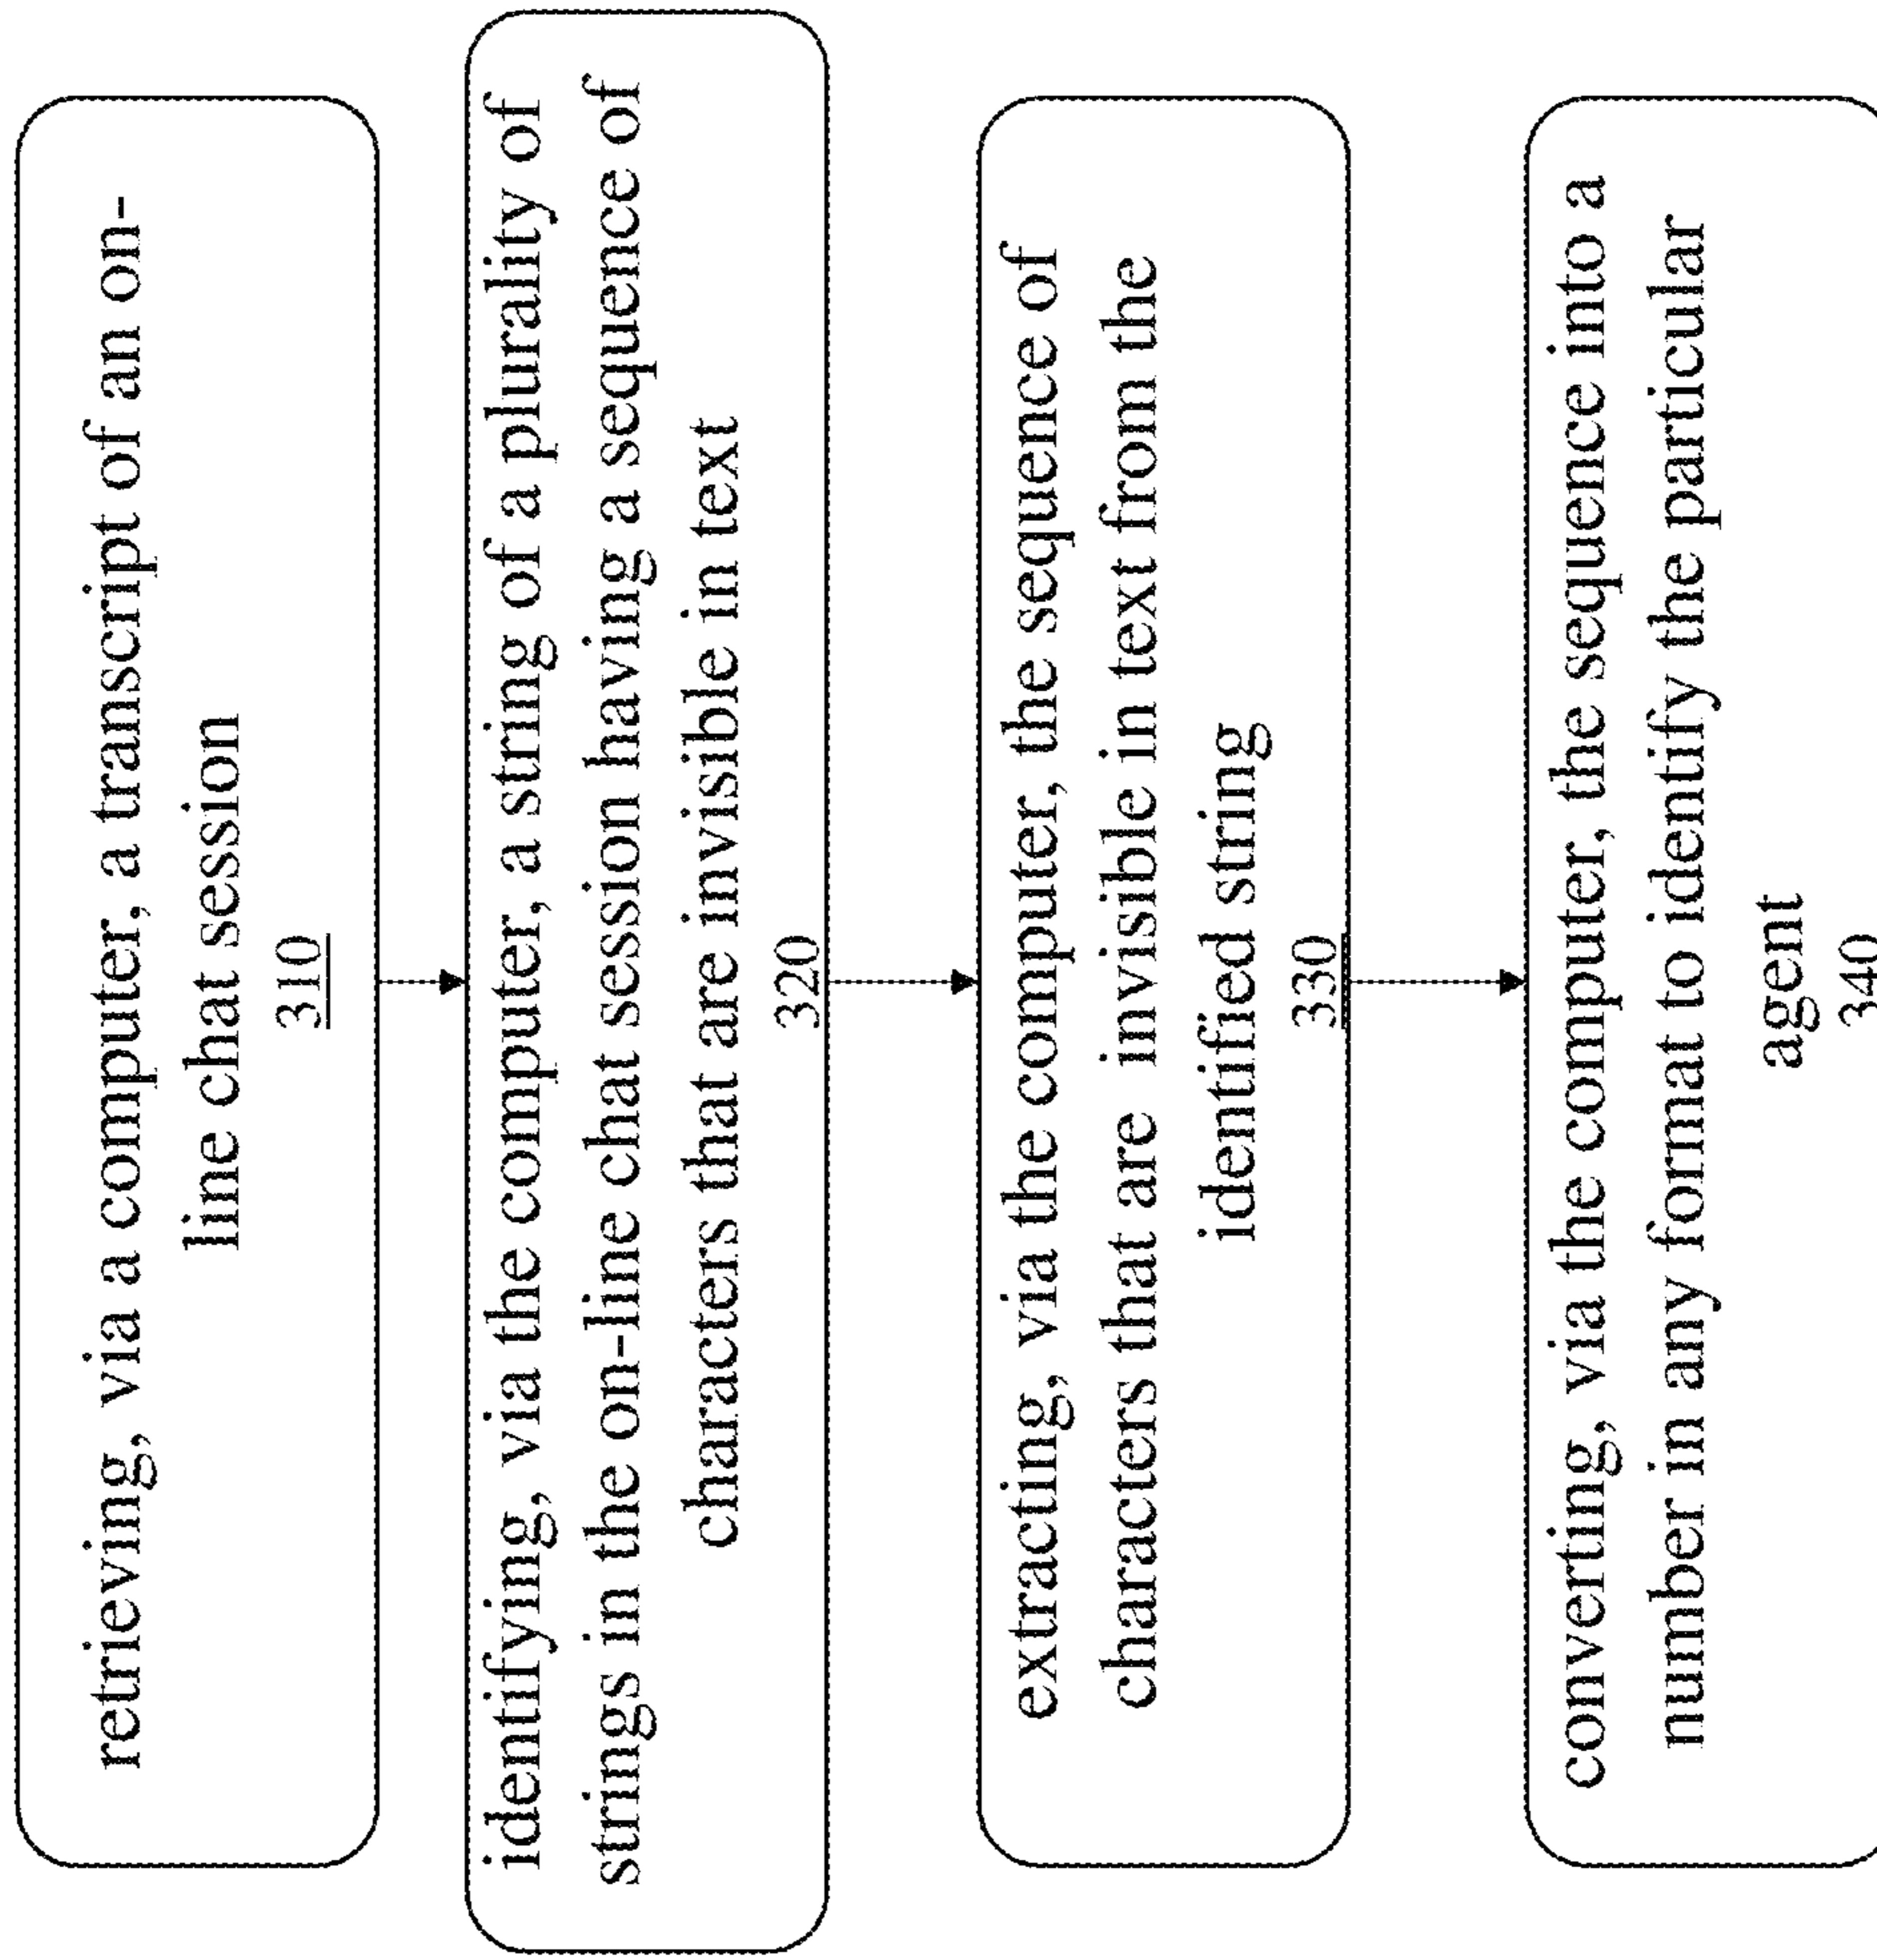 retrieving, via a computer, a transcript of an on-
line chat session
310
identifying, via the computer, a string of a plurality of
strings in the on-line chat session having a sequence of
characters that are invisible in text
320
extracting, via the computer, the sequence of
characters that are invisible in text from the
identified string
330
converting, via the computer, the sequence into a
number in any format to identify the particular
agent
340